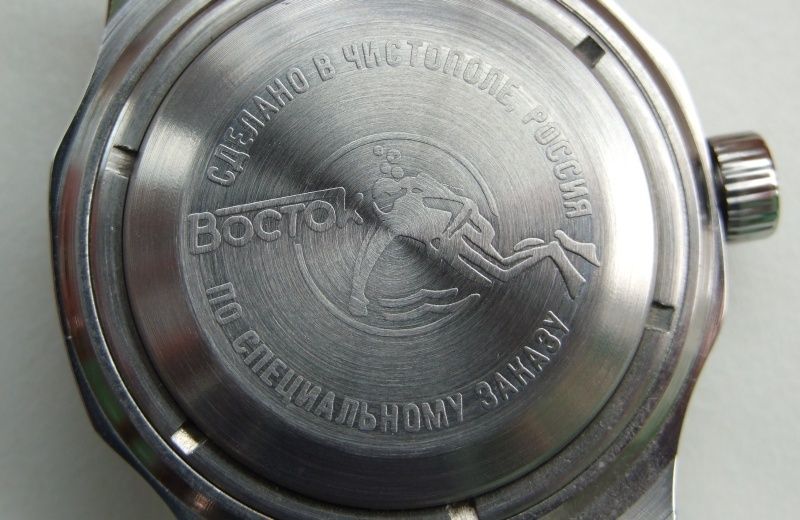 СДЕЛАНО В ЧИСТОПОЛЕ, РОССИЯ
ВОСТОК
ПО СПЕЦИАЛЬНОМУ ЗАКАЗУ